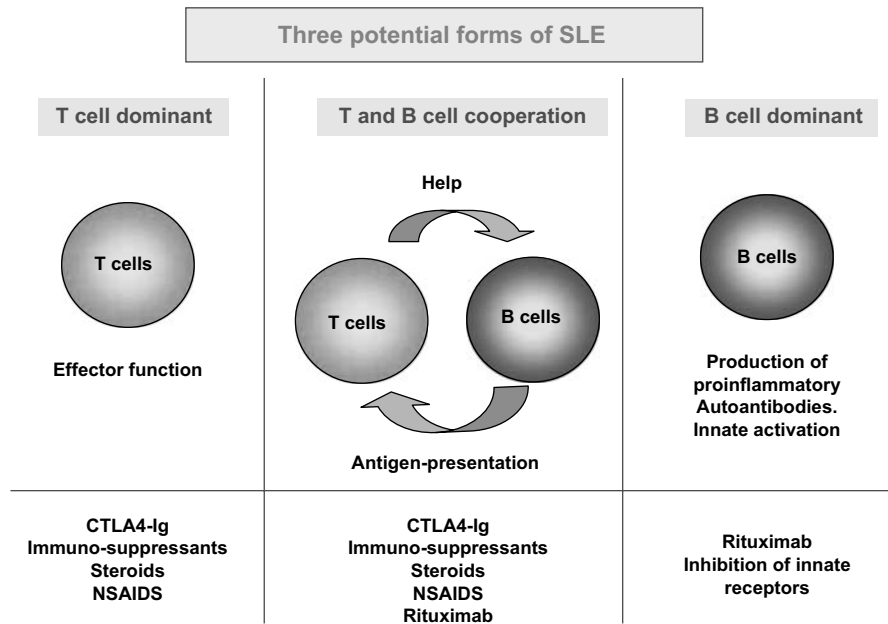 Three potential forms of SLE
T cell dominant
T cells
Effector function
CTLA4-Ig
Immuno-suppressants
Steroids
NSAIDS
T and B cell cooperation
Help
T cells
B cells
Antigen-presentation
CTLA4-Ig
Immuno-suppressants
Steroids
NSAIDS
Rituximab
B cell dominant
B cells
Production of
proinflammatory
Autoantibodies.
Innate activation
Rituximab
Inhibition of innate
receptors